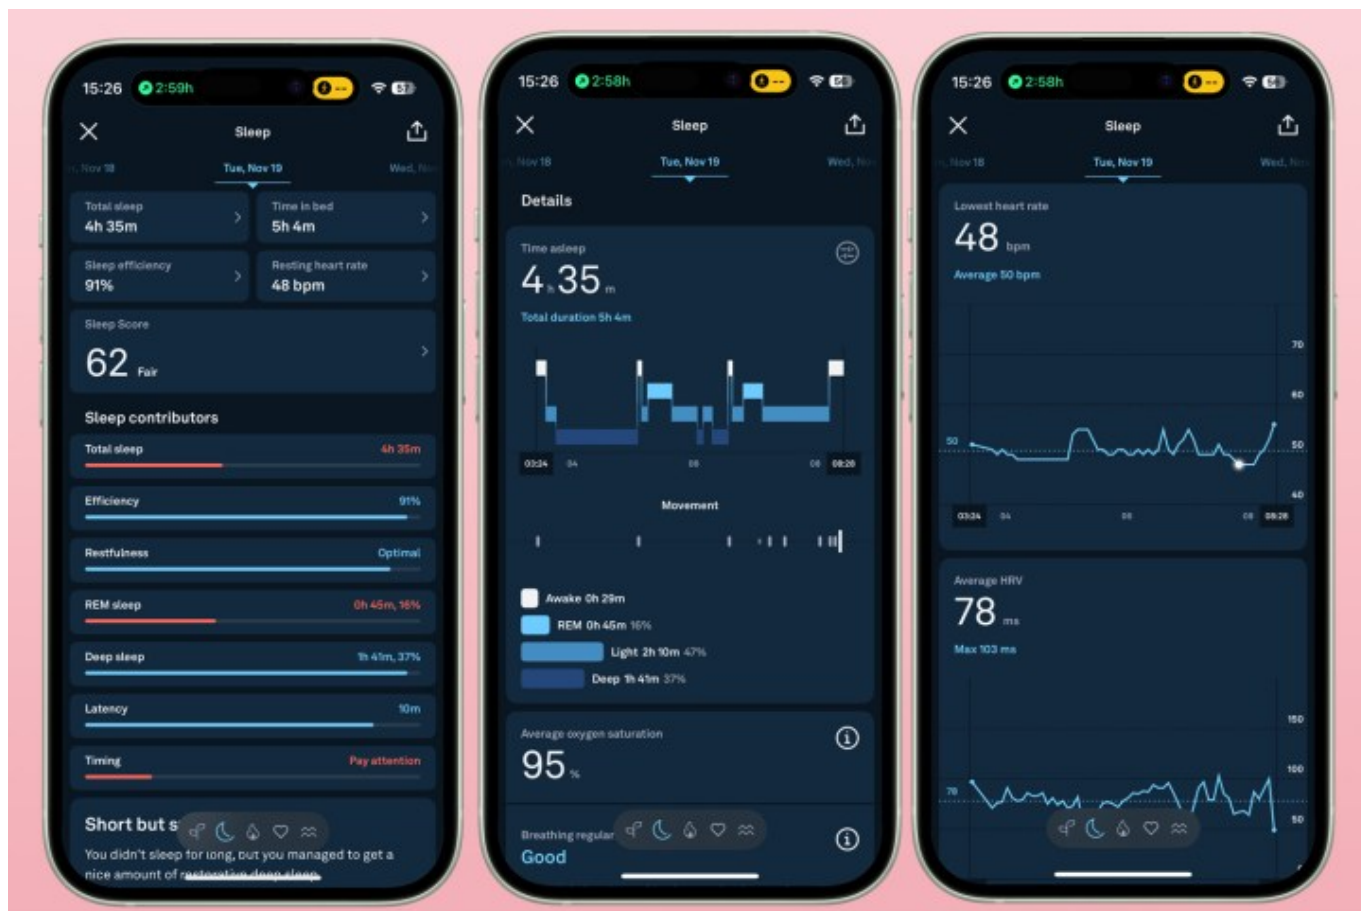 15:26 2:59h -- 57
Sleep
, Nov 18 Tue, Nov 19 Wed,
Total sleep
4h 35m
Time in bed
5h 4m
Sleep efficiency
91%
Resting heart rate
48 bpm
Sleep Score
62 Fair
Sleep contributors
Total sleep 4h 35m
Efficiency 91%
Restfulness Optimal
REM sleep 0h 45m, 16%
Deep sleep 1h 41m, 37%
Latency 10m
Timing Pay attention
Short but s
You didn't sleep for long, but you managed to get a
nice amount of restorative deep sleep
15:26 2:58h --
Sleep
, Nov 18 Tue, Nov 19 Wed,
Details
Time asleep
4 h 35 m
Total duration 5h 4m
03:24 04 06 08 08:28
Movement
Awake 0h 29m
REM 0h 45m 16%
Light 2h 10m 47%
Deep 1h 41m 37%
Average oxygen saturation
95 %
Breathing regular
Good
15:26 2:58h --
Sleep
, Nov 18 Tue, Nov 19 Wed,
Lowest heart rate
48 bpm
Average 50 bpm
70
60
50 50
40
03:24 04 06 08 08:28
Average HRV
78 ms
Max 103 ms
150
100
78
50